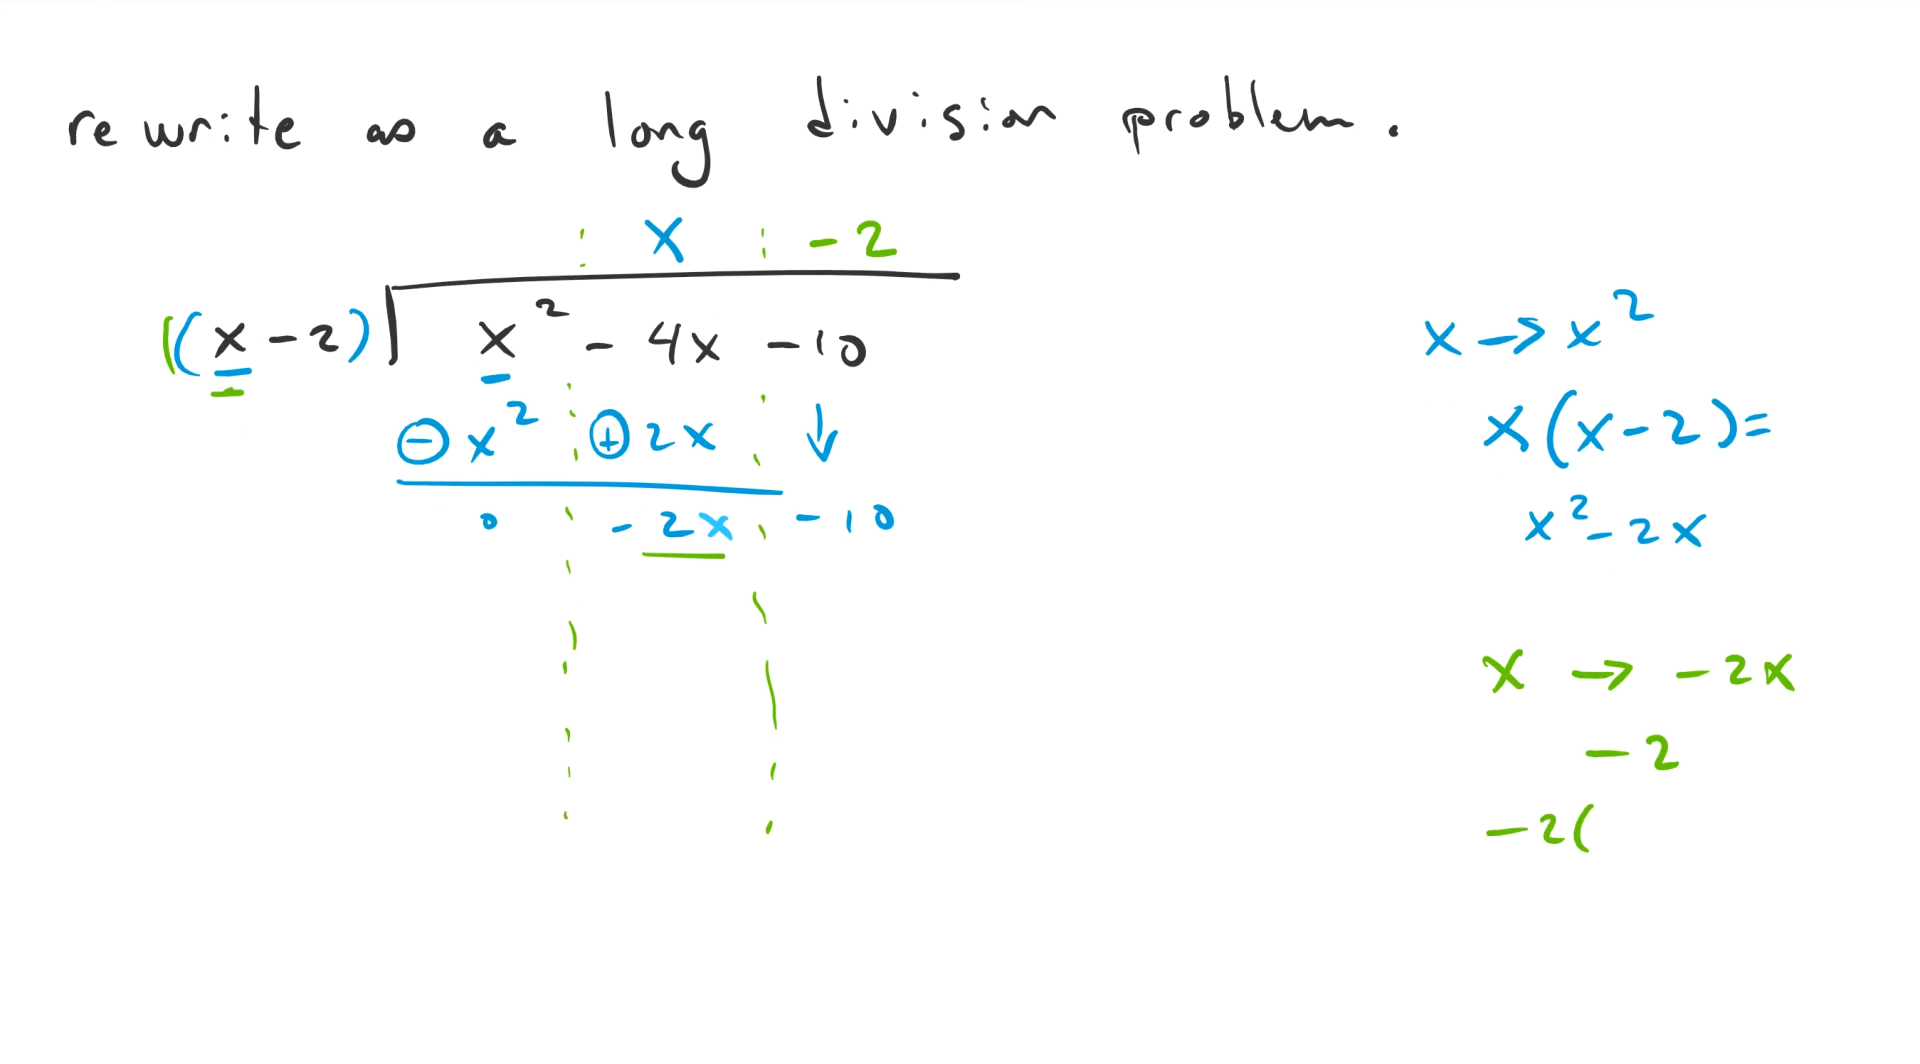 rewrite as a long division problem.
x - 2
((x - 2) x² - 4x - 10
⊖ x² ⊕ 2x ↓
0 - 2x - 10
x → x²
x(x - 2) =
x² - 2x
x → - 2x
- 2
- 2(